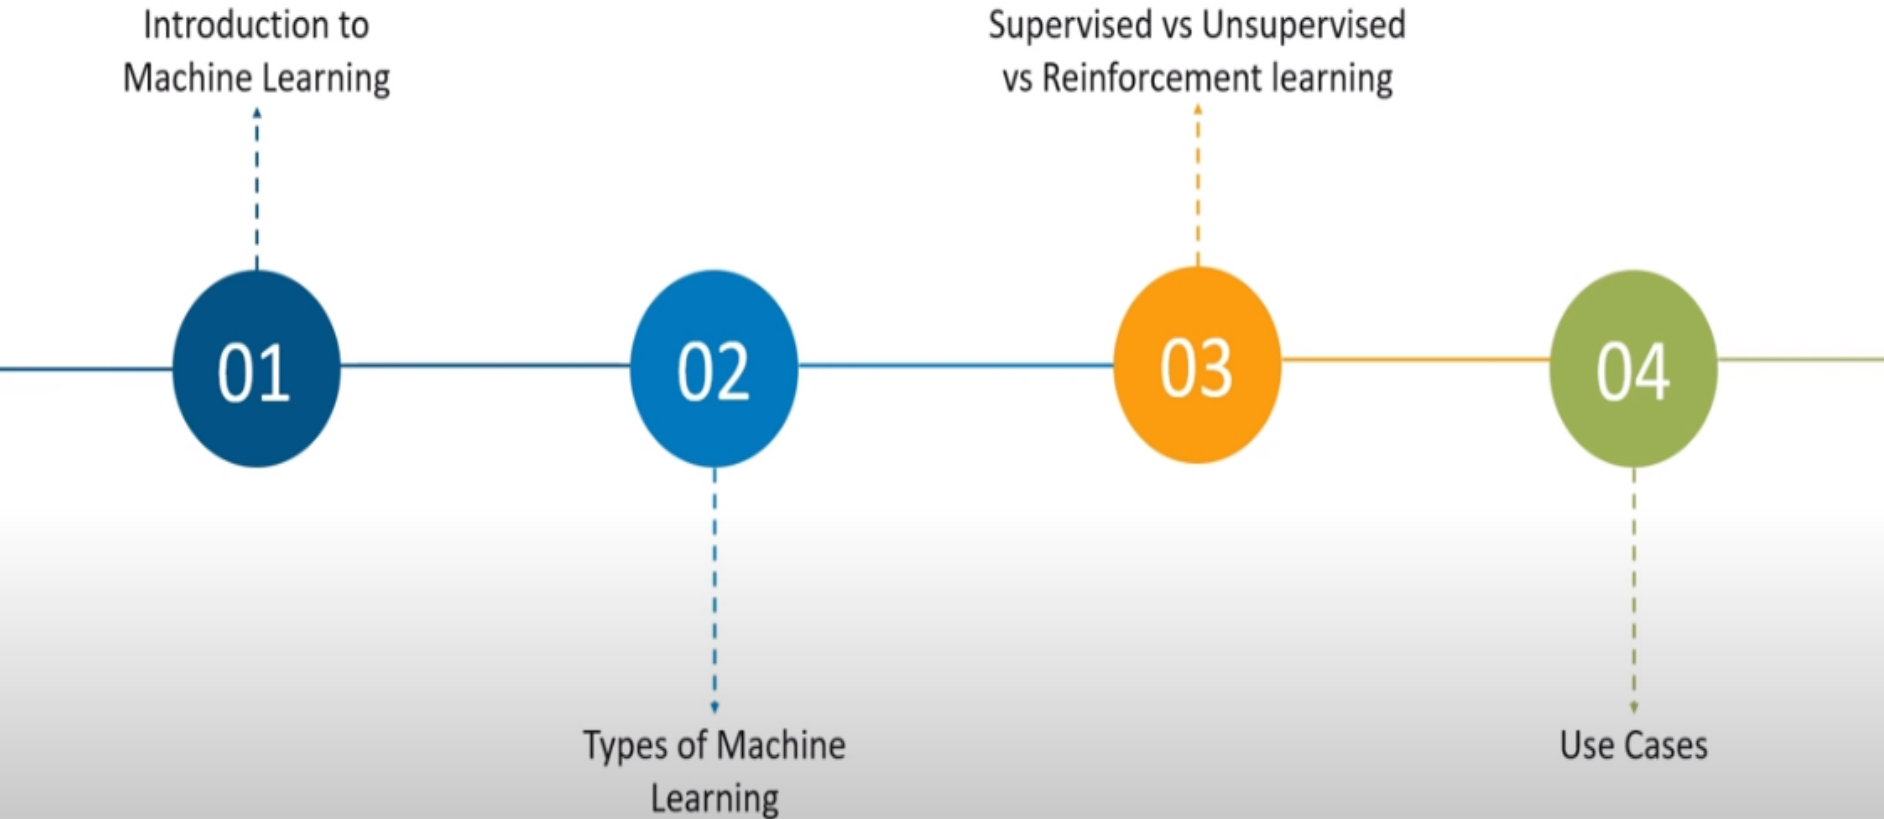 Introduction to
Machine Learning
Supervised vs Unsupervised
vs Reinforcement learning
01
02
03
04
Types of Machine
Learning
Use Cases